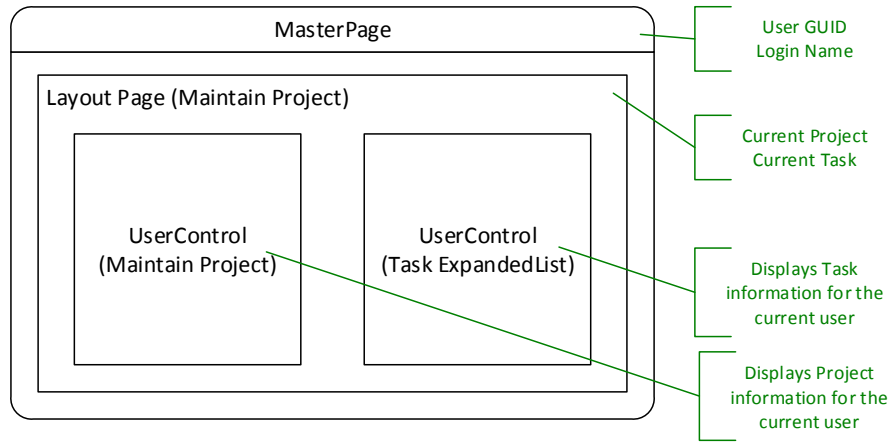 MasterPage
User GUID
Login Name
Layout Page (Maintain Project)
Current Project
Current Task
UserControl
(Maintain Project)
UserControl
(Task ExpandedList)
Displays Task
information for the
current user
Displays Project
information for the
current user